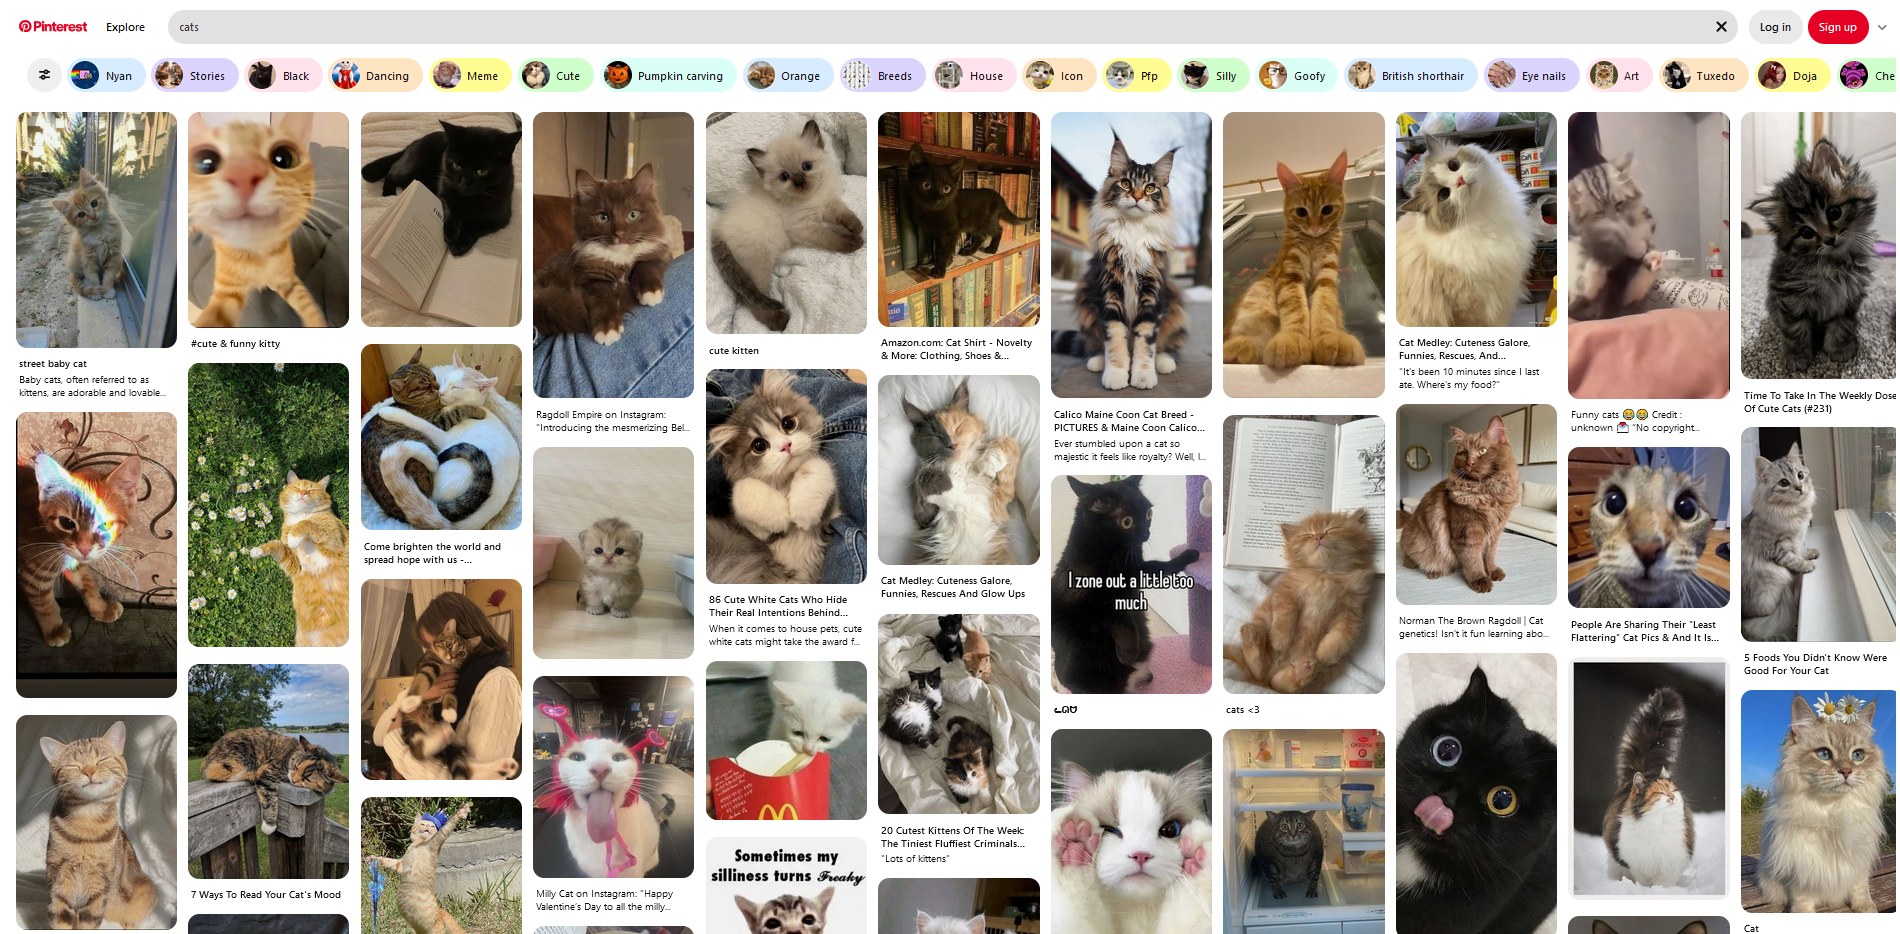 Pinterest
Explore
cats
Log in
Sign up
Nyan
Stories
Black
Dancing
Meme
Cute
Pumpkin carving
Orange
Breeds
House
Icon
Pfp
Silly
Goofy
British shorthair
Eye nails
Art
Tuxedo
Doja
Che
street baby cat
Baby cats, often referred to as
kittens, are adorable and lovable...
#cute & funny kitty
7 Ways To Read Your Cat's Mood
Come brighten the world and
spread hope with us -...
Ragdoll Empire on Instagram:
"Introducing the mesmerizing Bel...
Milly Cat on Instagram: "Happy
Valentine's Day to all the milly...
cute kitten
86 Cute White Cats Who Hide
Their Real Intentions Behind...
When it comes to house pets, cute
white cats might take the award f...
Sometimes my
silliness turns Freaky
Amazon.com: Cat Shirt - Novelty
& More: Clothing, Shoes &...
Cat Medley: Cuteness Galore,
Funnies, Rescues And Glow Ups
20 Cutest Kittens Of The Week:
The Tiniest Fluffiest Criminals...
"Lots of kittens"
Calico Maine Coon Cat Breed -
PICTURES & Maine Coon Calico...
Ever stumbled upon a cat so
majestic it feels like royalty? Well, I...
I zone out a little too
much
cats <3
Cat Medley: Cuteness Galore,
Funnies, Rescues, And...
"It's been 10 minutes since I last
ate. Where's my food?"
Norman The Brown Ragdoll | Cat
genetics! Isn't it fun learning abo...
Funny cats 😂😂 Credit :
unknown 📩 "No copyright...
People Are Sharing Their "Least
Flattering" Cat Pics & And It Is...
Time To Take In The Weekly Dose
Of Cute Cats (#231)
5 Foods You Didn't Know Were
Good For Your Cat
Cat